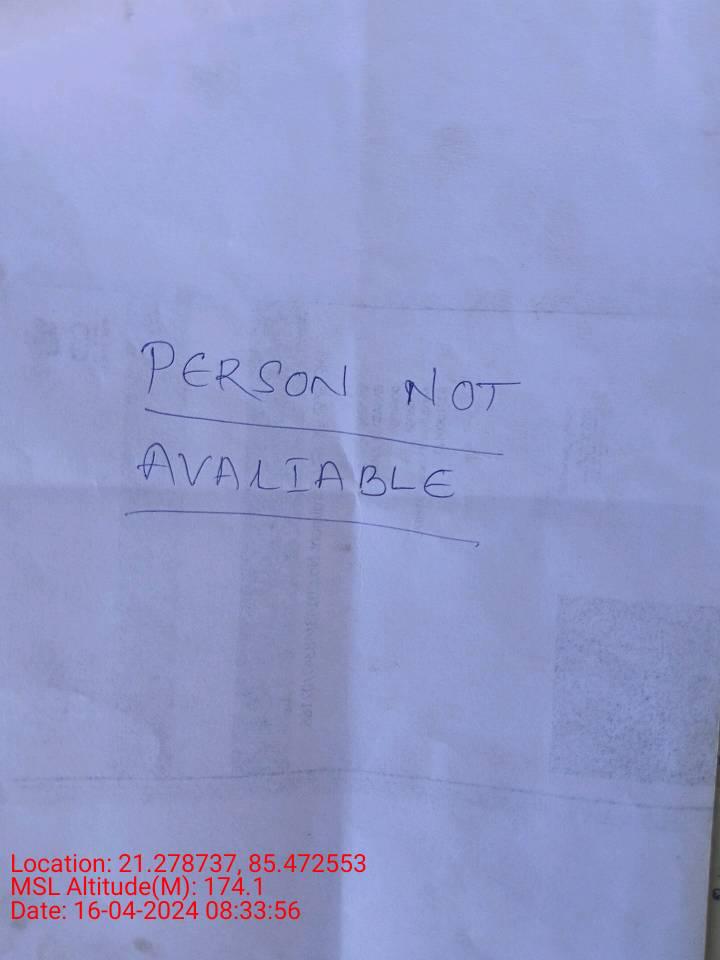 PERSON NOT
AVALIABLE
Location: 21.278737, 85.472553
MSL Altitude(M): 174.1
Date: 16-04-2024 08:33:56